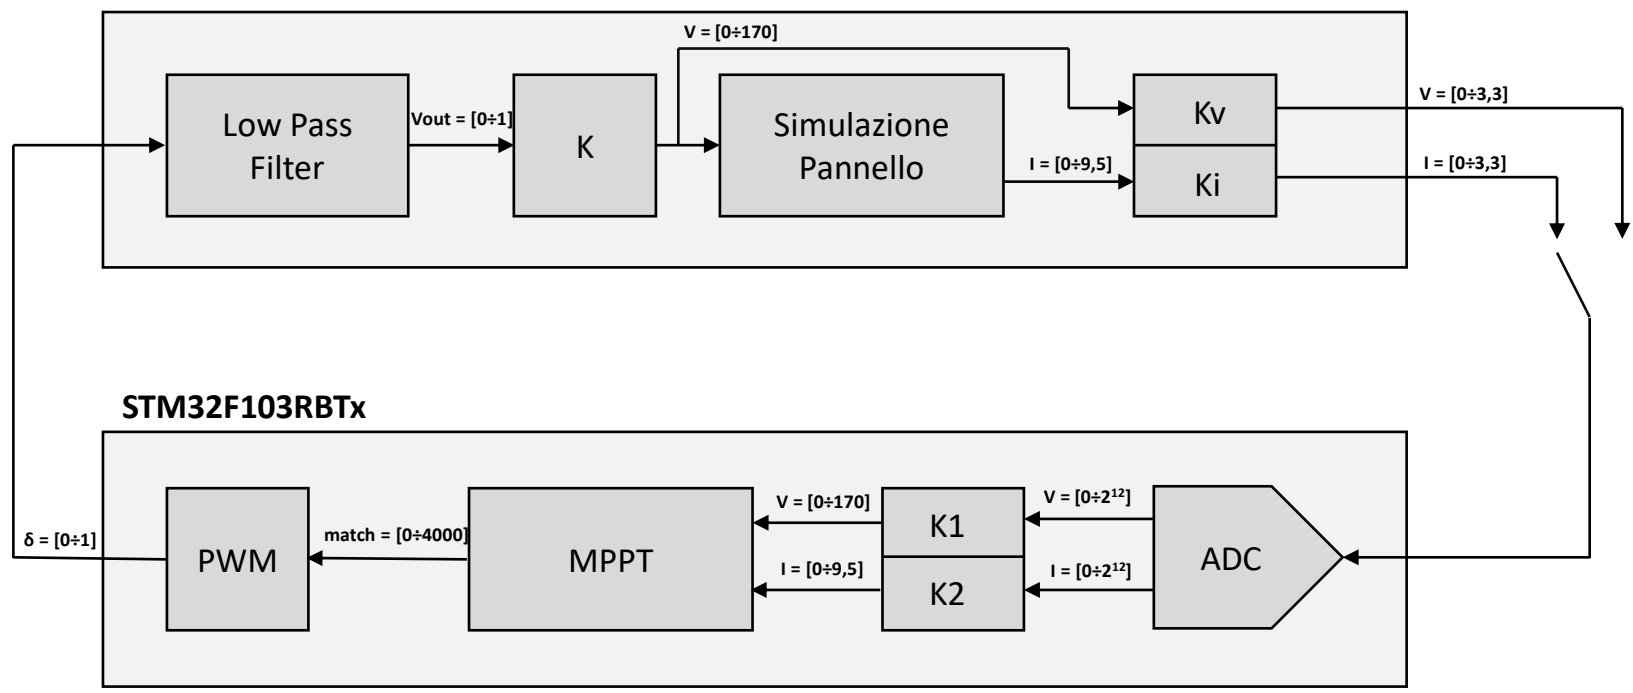 V = [0÷170]
Low Pass
Filter
Vout = [0÷1]
K
Simulazione
Pannello
I = [0÷9,5]
Kv
Ki
V = [0÷3,3]
I = [0÷3,3]
STM32F103RBTx
δ = [0÷1]
PWM
match = [0÷4000]
MPPT
V = [0÷170]
I = [0÷9,5]
K1
K2
V = [0÷2¹²]
I = [0÷2¹²]
ADC